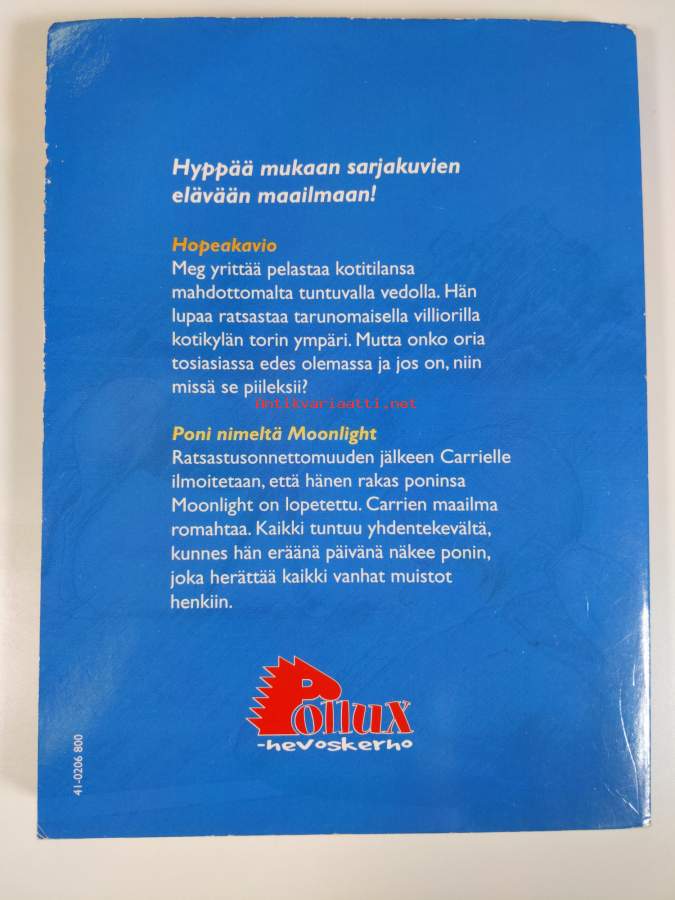 Hyppää mukaan sarjakuvien
elävään maailmaan!
Hopeakavio
Meg yrittää pelastaa kotitilansa
mahdottomalta tuntuvalla vedolla. Hän
lupaa ratsastaa tarunomaisella villiorilla
kotikylän torin ympäri. Mutta onko oria
tosiasiassa edes olemassa ja jos on, niin
missä se piileksii?
Antikvariaatti.net
Poni nimeltä Moonlight
Ratsastusonnettomuuden jälkeen Carrielle
ilmoitetaan, että hänen rakas poninsa
Moonlight on lopetettu. Carrien maailma
romahtaa. Kaikki tuntuu yhdentekevältä,
kunnes hän eräänä päivänä näkee ponin,
joka herättää kaikki vanhat muistot
henkiin.
Pollux
-hevoskerho
41-0206 800